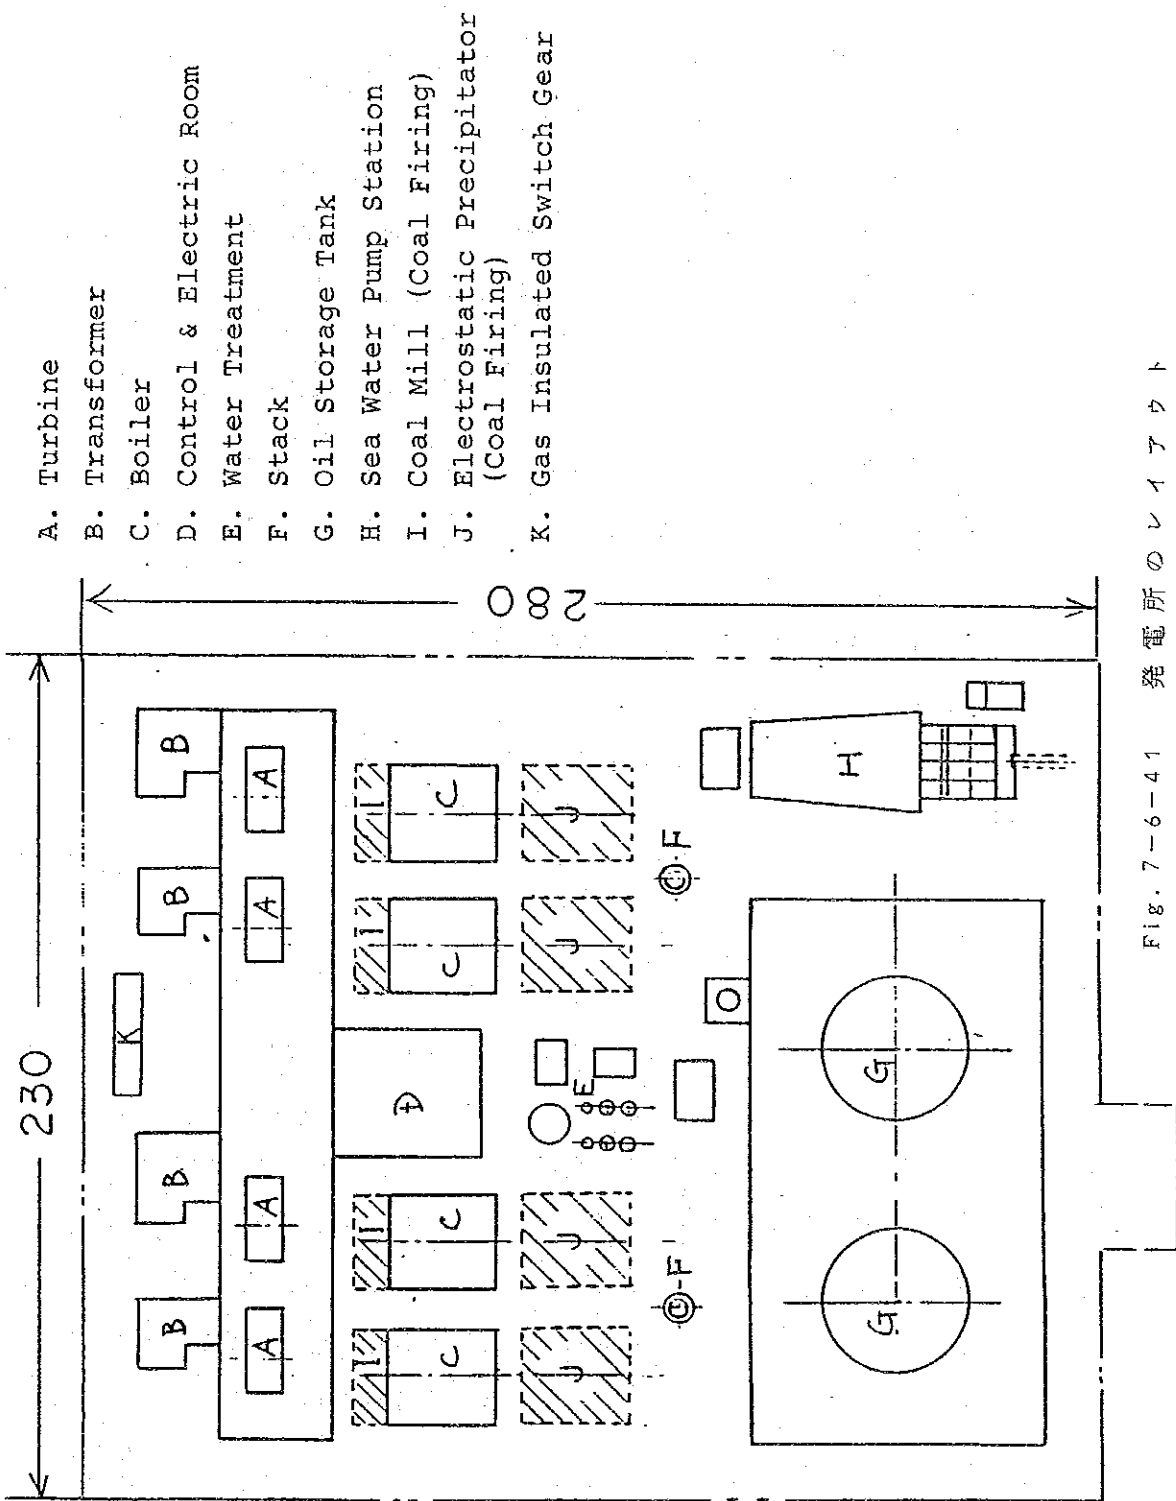 230
280
K
B
B
B
B
A
A
A
A
I
I
I
I
C
C
C
C
D
J
J
J
J
E
F
F
G
G
H
A. Turbine
B. Transformer
C. Boiler
D. Control & Electric Room
E. Water Treatment
F. Stack
G. Oil Storage Tank
H. Sea Water Pump Station
I. Coal Mill (Coal Firing)
J. Electrostatic Precipitator
(Coal Firing)
K. Gas Insulated Switch Gear
Fig. 7-6-41 発電所のレイアウト